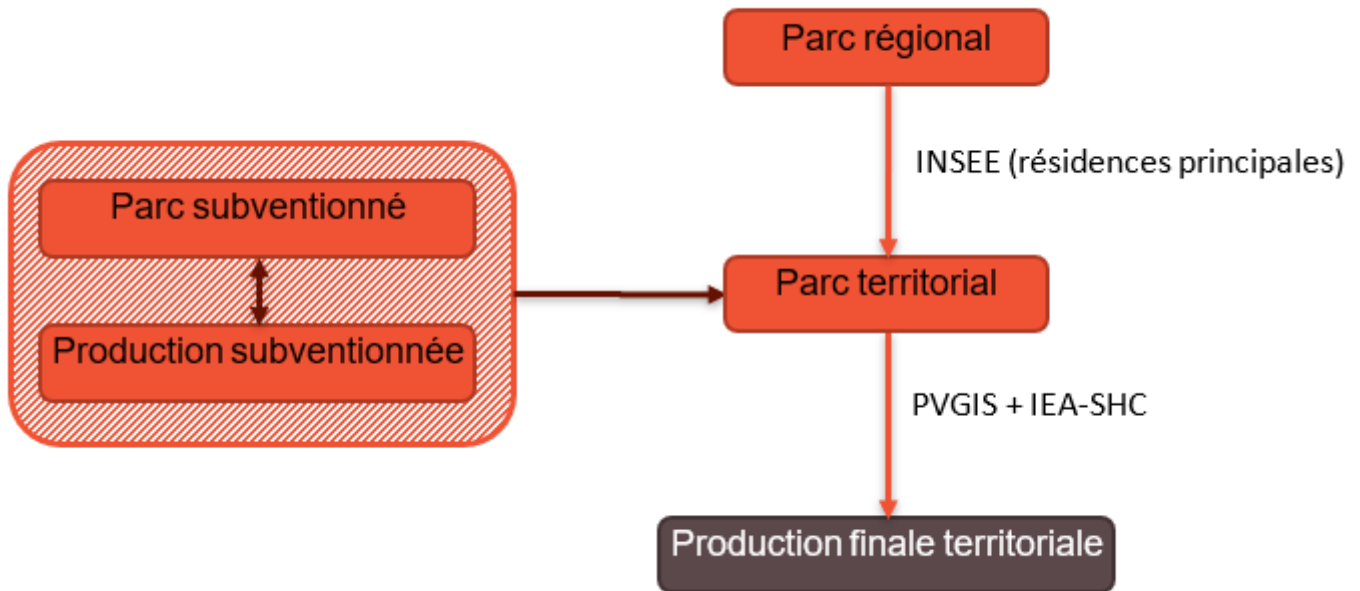 Parc régional
INSEE (résidences principales)
Parc subventionné
Parc territorial
Production subventionnée
PVGIS + IEA-SHC
Production finale territoriale